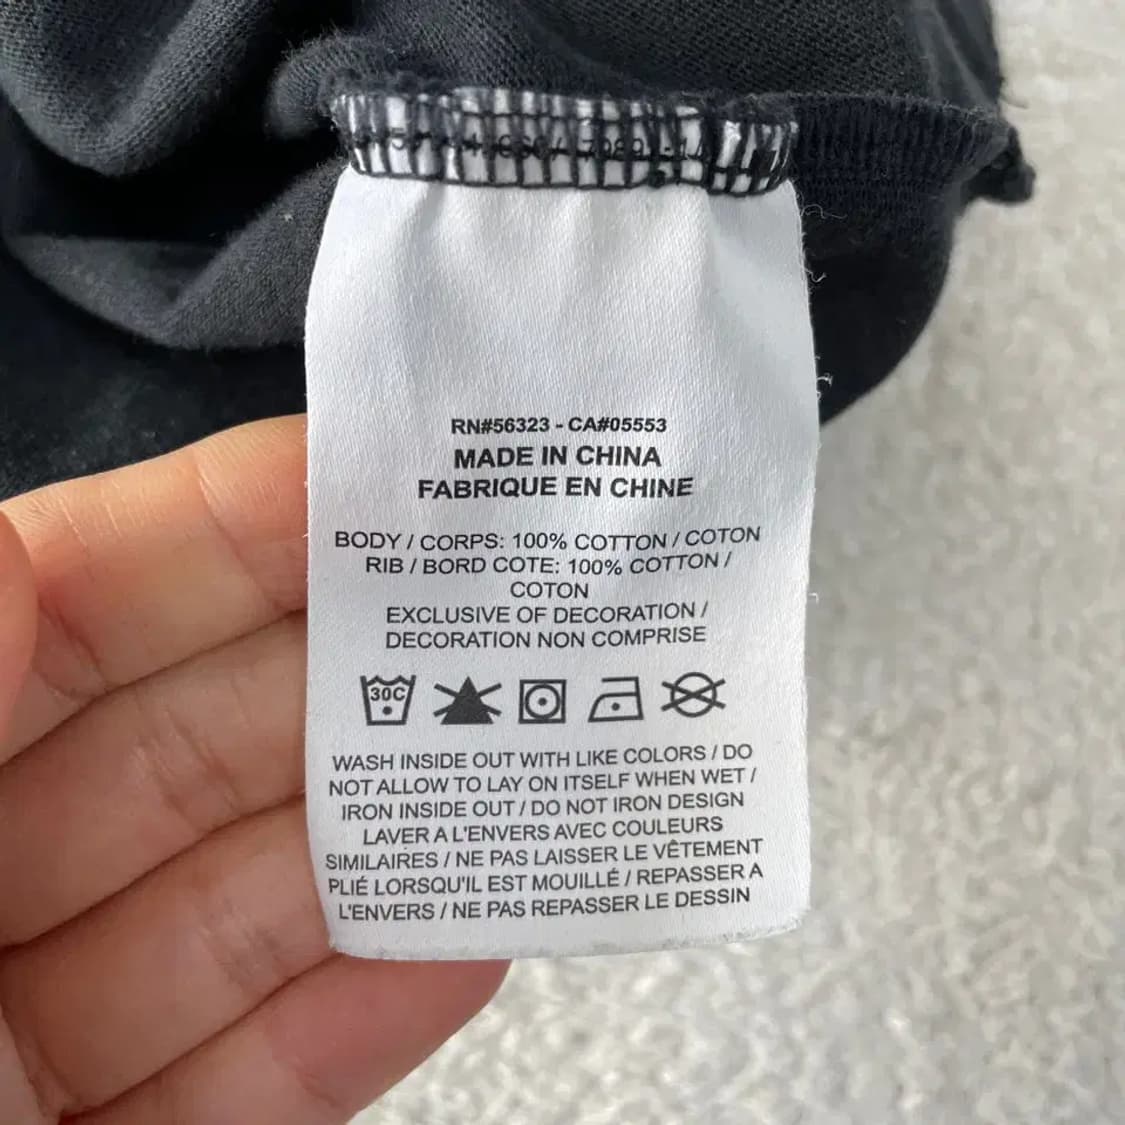 RN#56323 - CA#05553
MADE IN CHINA
FABRIQUE EN CHINE
BODY / CORPS: 100% COTTON / COTON
RIB / BORD COTE: 100% COTTON /
COTON
EXCLUSIVE OF DECORATION /
DECORATION NON COMPRISE
30C
WASH INSIDE OUT WITH LIKE COLORS / DO
NOT ALLOW TO LAY ON ITSELF WHEN WET /
IRON INSIDE OUT / DO NOT IRON DESIGN
LAVER A L'ENVERS AVEC COULEURS
SIMILAIRES / NE PAS LAISSER LE VÊTEMENT
PLIÉ LORSQU'IL EST MOUILLÉ / REPASSER A
L'ENVERS / NE PAS REPASSER LE DESSIN